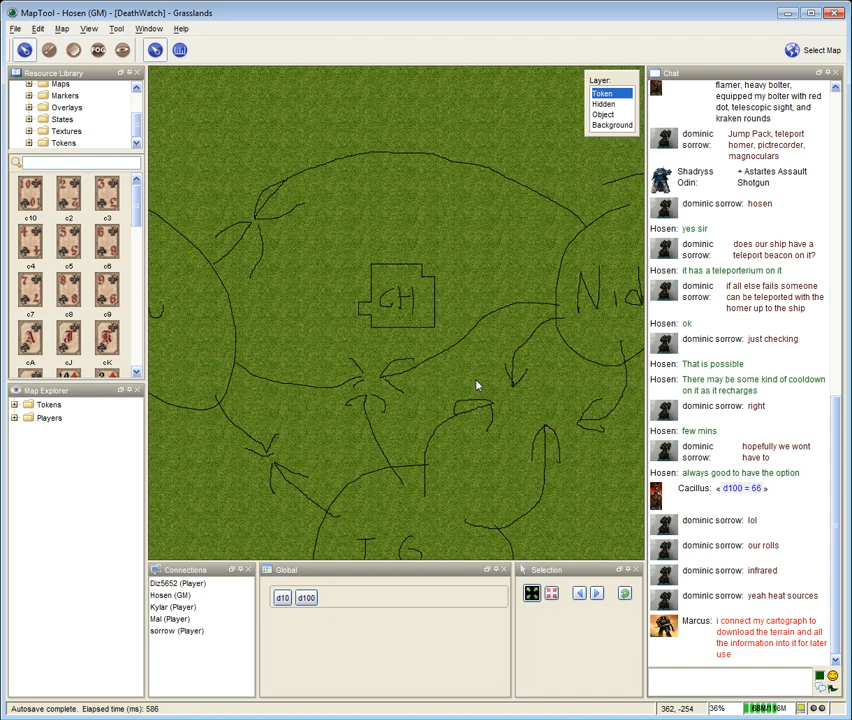 MapTool - Hosen (GM) - [DeathWatch] - Grasslands
File Edit Map View Tool Window Help
FOG
Select Map
Resource Library
Maps
Markers
Overlays
States
Textures
Tokens
c10 c2 c3
c4 c5 c6
c7 c8 c9
cA cJ cK
Map Explorer
Tokens
Players
Layer:
Token
Hidden
Object
Background
CH
Nid
I G
Connections
Diz5652 (Player)
Hosen (GM)
Kylar (Player)
Mal (Player)
sorrow (Player)
Global
d10 d100
Selection
Chat
flamer, heavy bolter,
equipped my bolter with red
dot, telescopic sight, and
kraken rounds
dominic sorrow: Jump Pack, teleport
homer, pictrecorder,
magnoculars
Shadryss Odin: + Astartes Assault
Shotgun
dominic sorrow: hosen
Hosen: yes sir
dominic sorrow: does our ship have a
teleport beacon on it?
Hosen: it has a teleporterium on it
dominic sorrow: if all else fails someone
can be teleported with the
homer up to the ship
Hosen: ok
dominic sorrow: just checking
Hosen: That is possible
Hosen: There may be some kind of cooldown
on it as it recharges
dominic sorrow: right
Hosen: few mins
dominic sorrow: hopefully we wont
have to
Hosen: always good to have the option
Cacillus: « d100 = 66 »
dominic sorrow: lol
dominic sorrow: our rolls
dominic sorrow: infrared
dominic sorrow: yeah heat sources
Marcus: i connect my cartograph to
download the terrain and all
the information into it for later
use
Autosave complete. Elapsed time (ms): 586
362, -254 36% 88M/116M